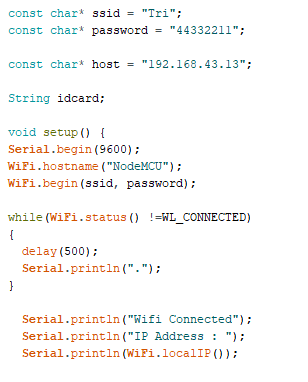 const char* ssid = "Tri";
const char* password = "44332211";
const char* host = "192.168.43.13";
String idcard;
void setup() {
Serial.begin(9600);
WiFi.hostname("NodeMCU");
WiFi.begin(ssid, password);
while(WiFi.status() !=WL_CONNECTED)
{
delay(500);
Serial.println(".");
}
Serial.println("Wifi Connected");
Serial.println("IP Address : ");
Serial.println(WiFi.localIP());